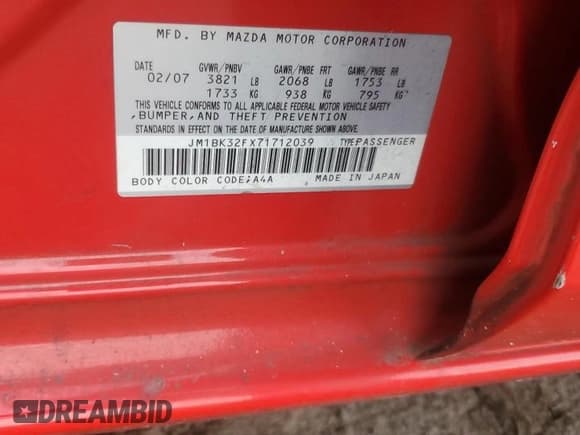 MFD. BY MAZDA MOTOR CORPORATION
DATE GVWR/PNBV GAWR/PNBE FRT GAWR/PNBE RR
02/07 3821 LB 2068 LB 1753 LB
1733 KG 938 KG 795 KG
THIS VEHICLE CONFORMS TO ALL APPLICABLE FEDERAL MOTOR VEHICLE SAFETY
,BUMPER,AND THEFT PREVENTION
STANDARDS IN EFFECT ON THE DATE OF MANUFACTURE SHOWN ABOVE.
JM1BK32FX71712039 TYPE:PASSENGER
BODY COLOR CODE:A4A MADE IN JAPAN
DREAMBID